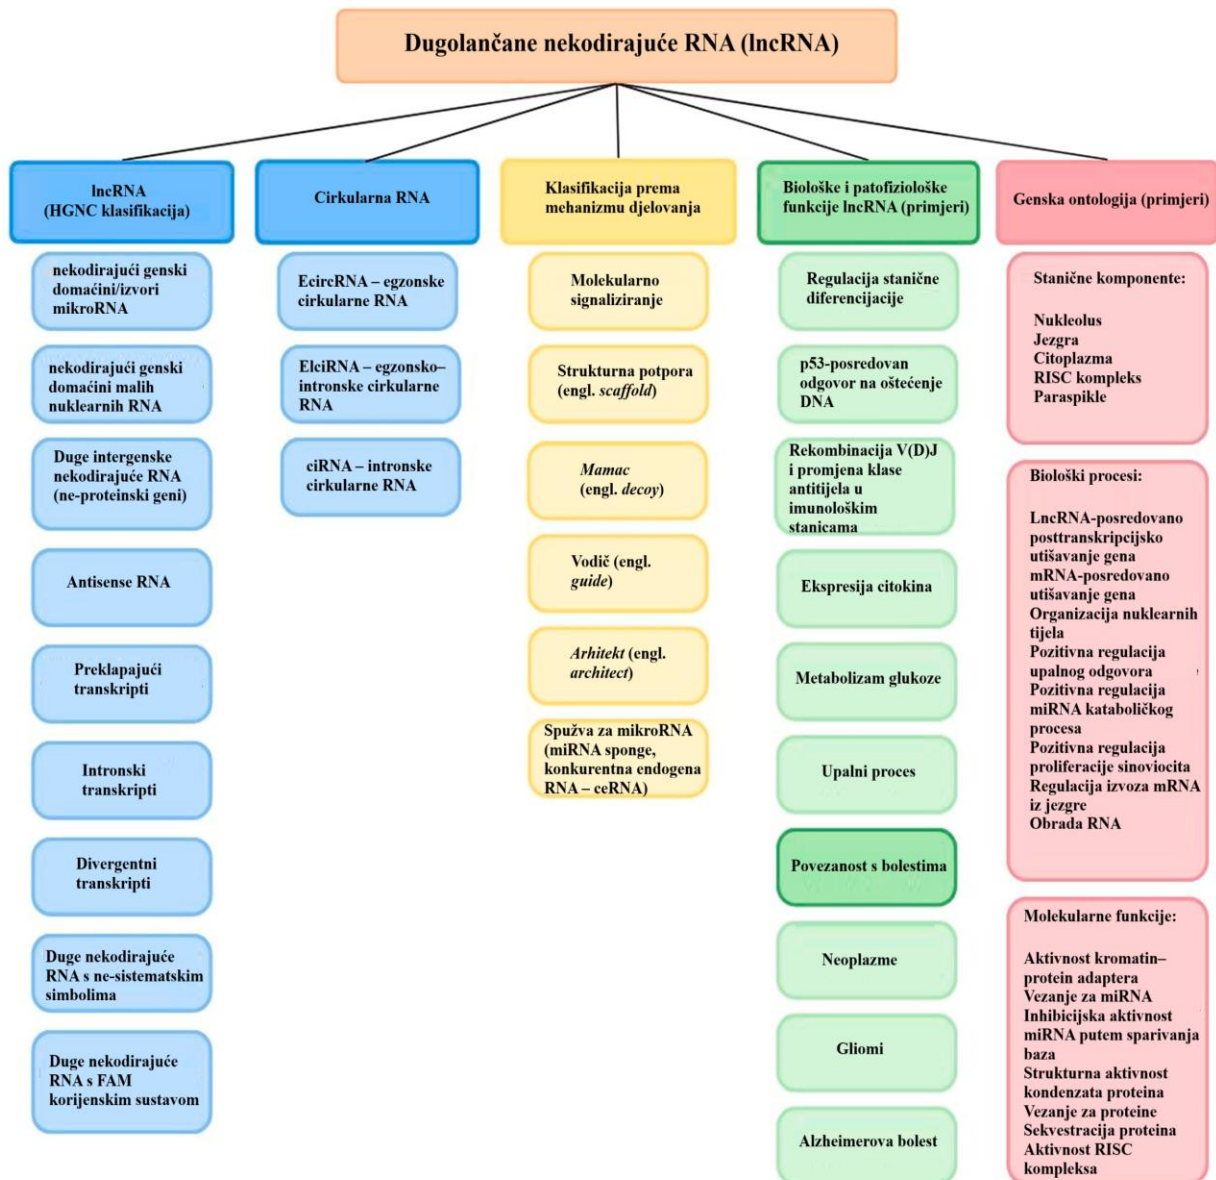 Dugolančane nekodirajuće RNA (lncRNA)
lncRNA
(HGNC klasifikacija)
nekodirajući genski
domaćini/izvori
mikroRNA
nekodirajući genski
domaćini malih
nuklearnih RNA
Duge intergenske
nekodirajuće RNA
(ne-proteinski geni)
Antisense RNA
Preklapajući
transkripti
Intronski
transkripti
Divergentni
transkripti
Duge nekodirajuće
RNA s ne-sistematskim
simbolima
Duge nekodirajuće
RNA s FAM
korijenskim sustavom
Cirkularna RNA
EcircRNA – egzonske
cirkularne RNA
ElciRNA – egzonsko–
intronske cirkularne
RNA
ciRNA – intronske
cirkularne RNA
Klasifikacija prema
mehanizmu djelovanja
Molekularno
signaliziranje
Strukturna potpora
(engl. scaffold)
Mamac
(engl. decoy)
Vodič (engl.
guide)
Arhitekt (engl.
architect)
Spužva za mikroRNA
(miRNA sponge,
konkurentna endogena
RNA – ceRNA)
Biološke i patofiziološke
funkcije lncRNA (primjeri)
Regulacija stanične
diferencijacije
p53-posredovan
odgovor na oštećenje
DNA
Rekombinacija V(D)J
i promjena klase
antitijela u
imunološkim
stanicama
Ekspresija citokina
Metabolizam glukoze
Upalni proces
Povezanost s bolestima
Neoplazme
Gliomi
Alzheimerova bolest
Genska ontologija (primjeri)
Stanične komponente:
Nukleolus
Jezgra
Citoplazma
RISC kompleks
Paraspikle
Biološki procesi:
LncRNA-posredovano
posttranskripcijsko
utišavanje gena
mRNA-posredovano
utišavanje gena
Organizacija nuklearnih
tijela
Pozitivna regulacija
upalnog odgovora
Pozitivna regulacija
miRNA kataboličkog
procesa
Pozitivna regulacija
proliferacije sinoviocita
Regulacija izvoza mRNA
iz jezgre
Obrada RNA
Molekularne funkcije:
Aktivnost kromatin–
protein adaptera
Vezanje za miRNA
Inhibicijska aktivnost
miRNA putem sparivanja
baza
Strukturna aktivnost
kondenzata proteina
Vezanje za proteine
Sekvestracija proteina
Aktivnost RISC
kompleksa